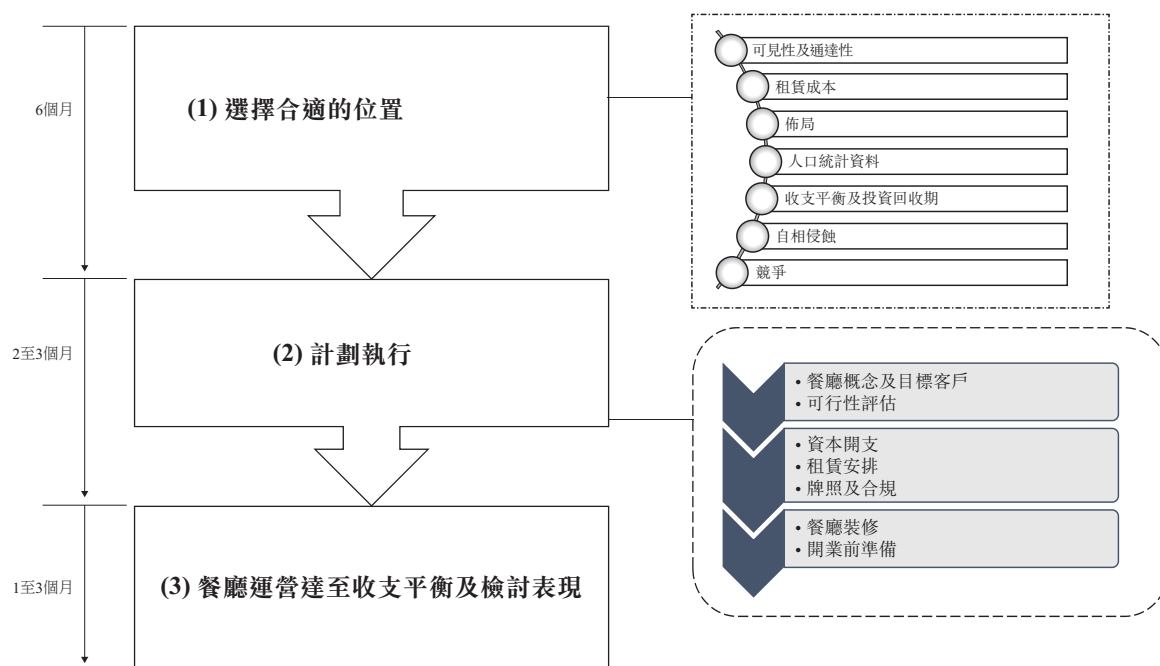 6個月
(1) 選擇合適的位置
可見性及通達性
租賃成本
佈局
人口統計資料
收支平衡及投資回收期
自相侵蝕
競爭
2至3個月
(2) 計劃執行
• 餐廳概念及目標客戶
• 可行性評估
• 資本開支
• 租賃安排
• 牌照及合規
• 餐廳裝修
• 開業前準備
1至3個月
(3) 餐廳運營達至收支平衡及檢討表現